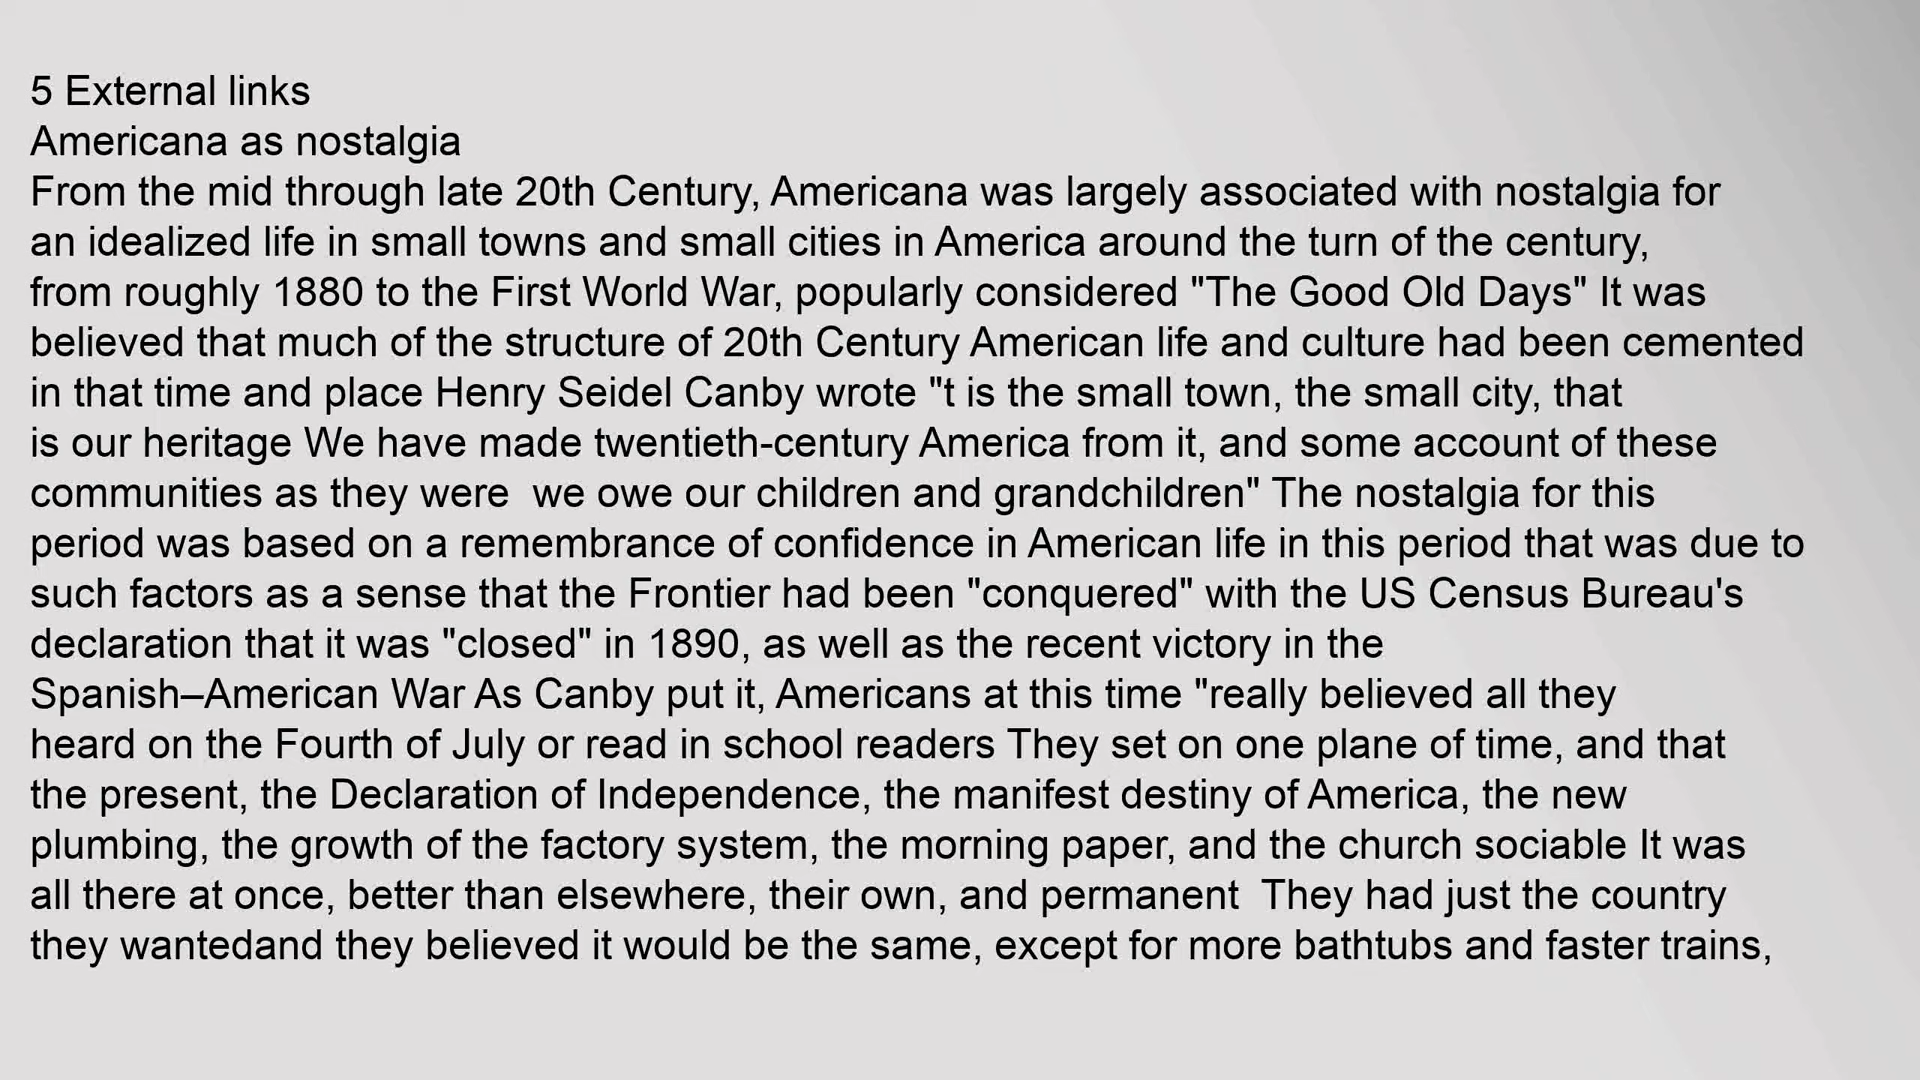 5 External links
Americana as nostalgia
From the mid through late 20th Century, Americana was largely associated with nostalgia for
an idealized life in small towns and small cities in America around the turn of the century,
from roughly 1880 to the First World War, popularly considered "The Good Old Days" It was
believed that much of the structure of 20th Century American life and culture had been cemented
in that time and place Henry Seidel Canby wrote "t is the small town, the small city, that
is our heritage We have made twentieth-century America from it, and some account of these
communities as they were  we owe our children and grandchildren" The nostalgia for this
period was based on a remembrance of confidence in American life in this period that was due to
such factors as a sense that the Frontier had been "conquered" with the US Census Bureau's
declaration that it was "closed" in 1890, as well as the recent victory in the
Spanish–American War As Canby put it, Americans at this time "really believed all they
heard on the Fourth of July or read in school readers They set on one plane of time, and that
the present, the Declaration of Independence, the manifest destiny of America, the new
plumbing, the growth of the factory system, the morning paper, and the church sociable It was
all there at once, better than elsewhere, their own, and permanent  They had just the country
they wantedand they believed it would be the same, except for more bathtubs and faster trains,